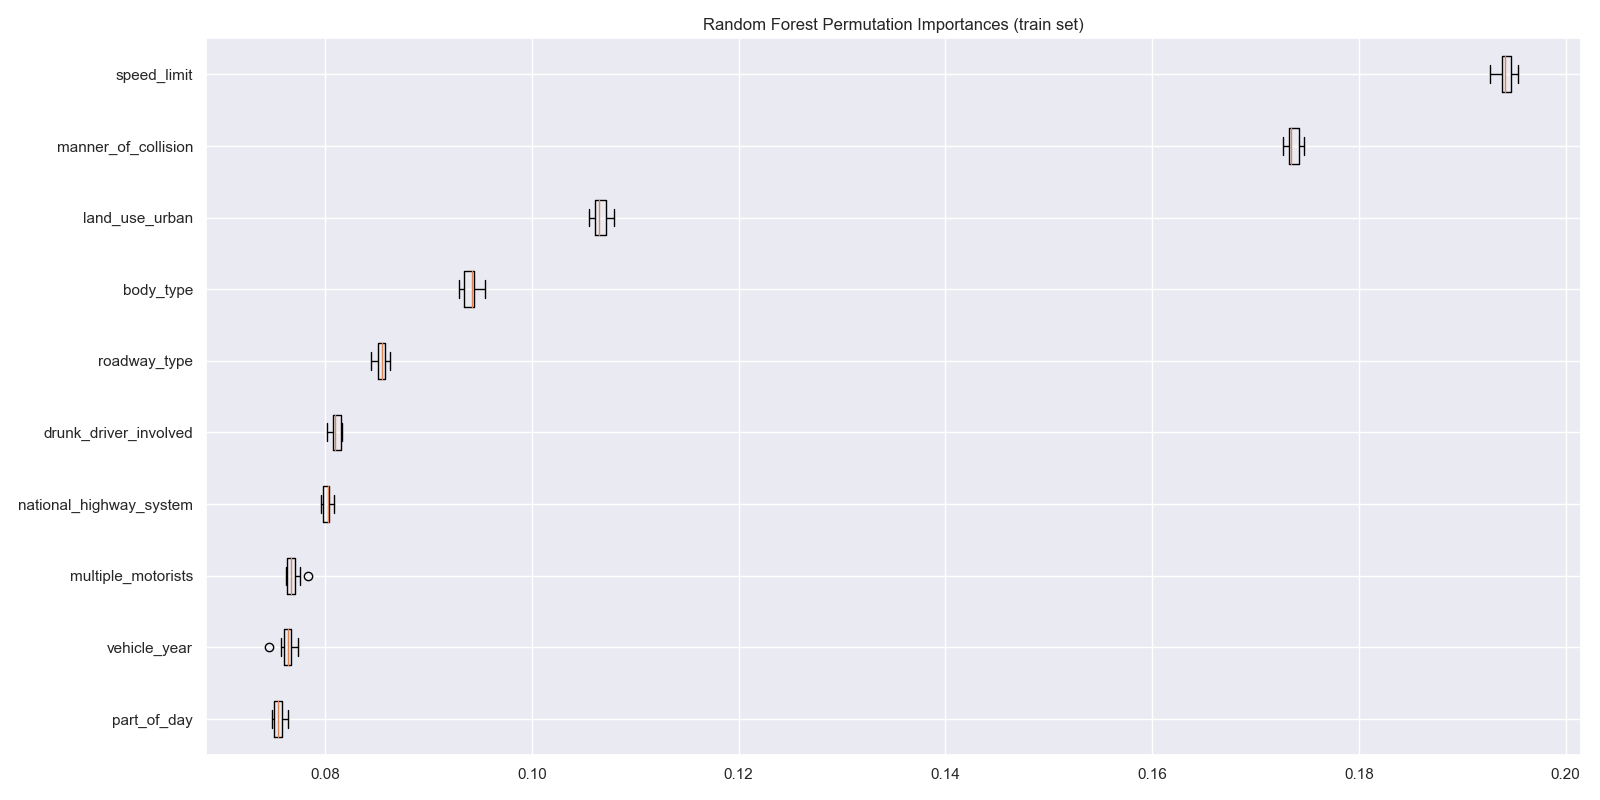 Random Forest Permutation Importances (train set)
speed_limit
manner_of_collision
land_use_urban
body_type
roadway_type
drunk_driver_involved
national_highway_system
multiple_motorists
vehicle_year
part_of_day
0.08 0.10 0.12 0.14 0.16 0.18 0.20